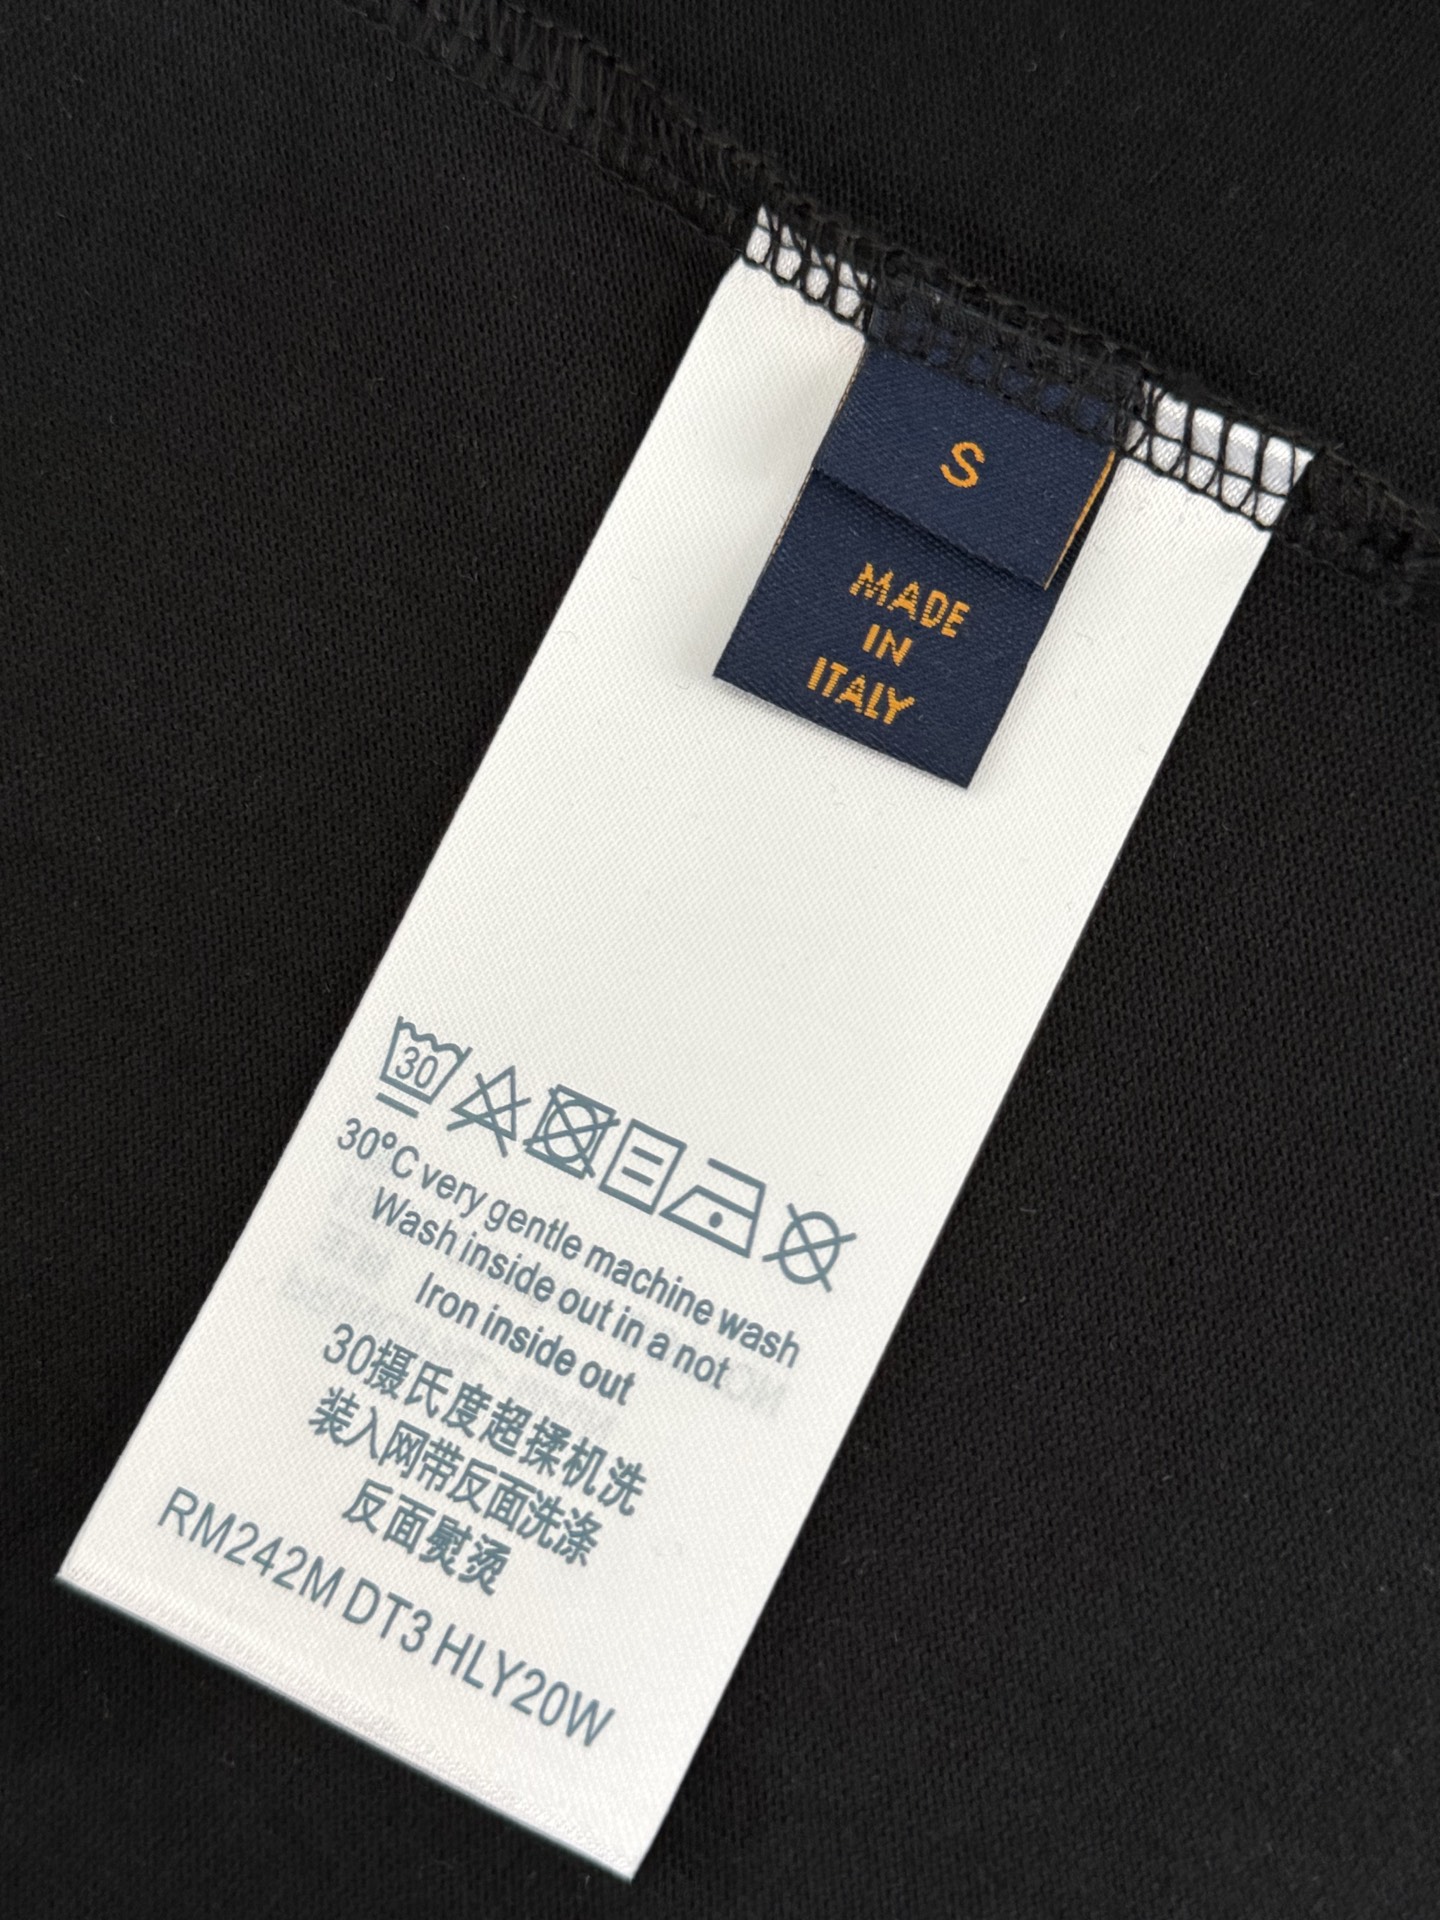 S
MADE
IN
ITALY
30
30°C very gentle machine wash
Wash inside out in a not
Iron inside out
30摄氏度超揉机洗
装入网带反面洗涤
反面熨烫
RM242M DT3 HLY20W